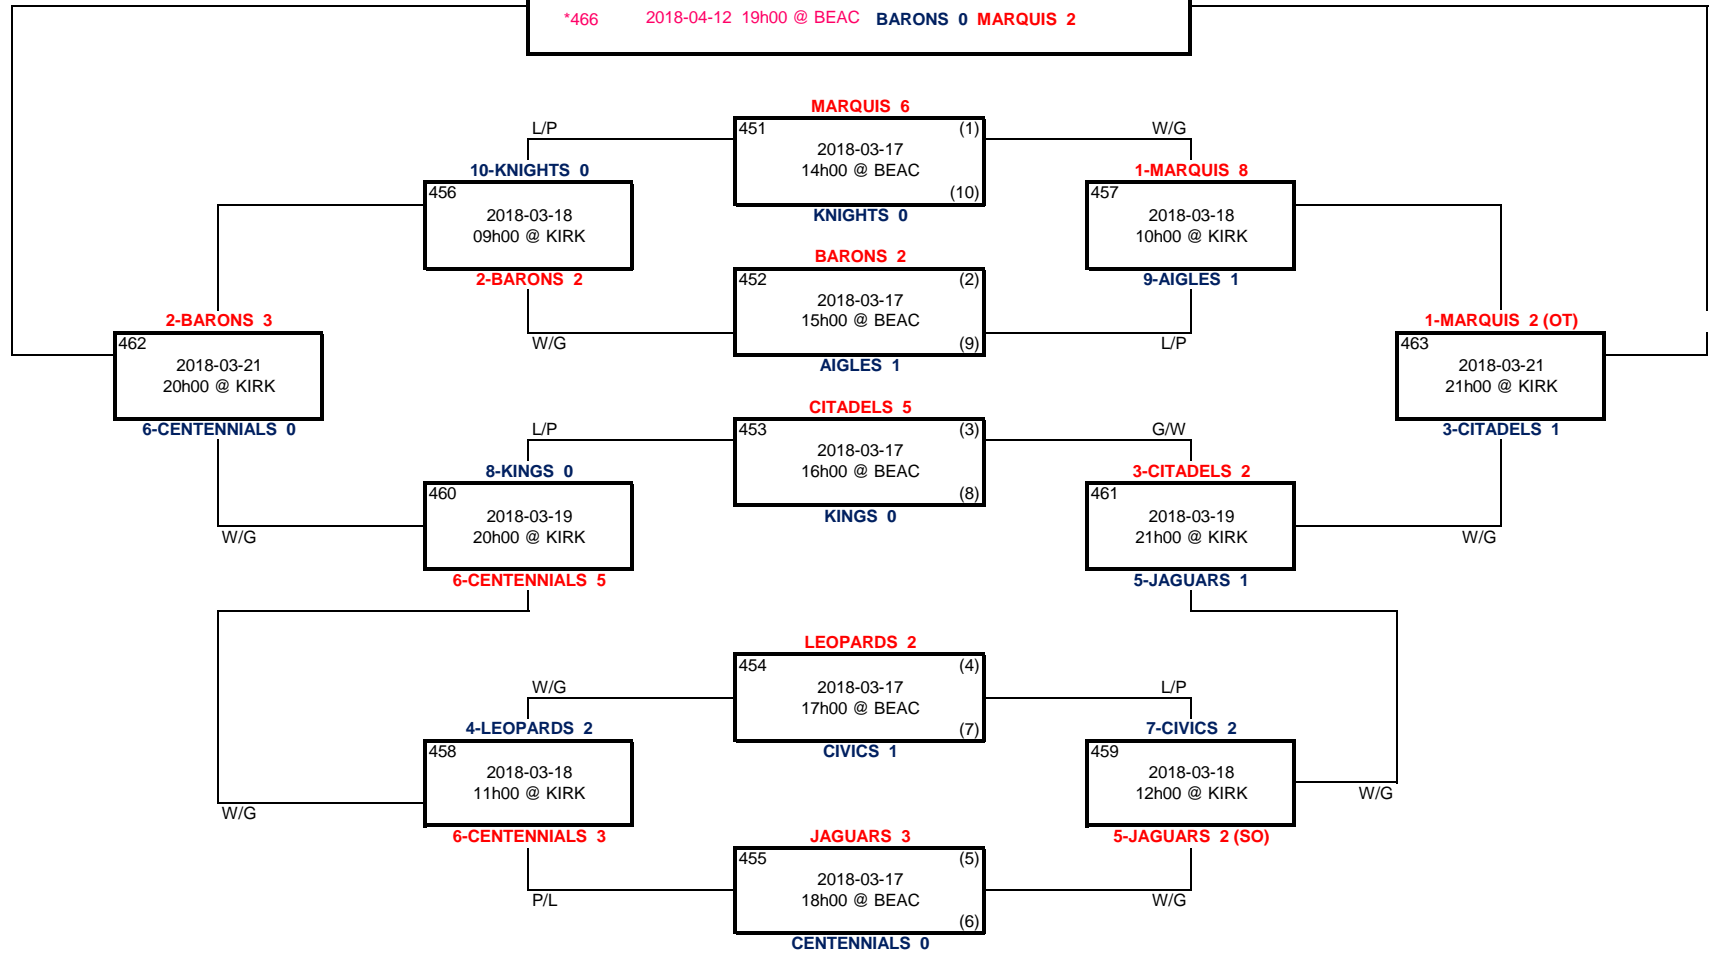 *466 2018-04-12 19h00 @ BEAC BARONS 0 MARQUIS 2
MARQUIS 6
L/P 451 (1) W/G
2018-03-17
14h00 @ BEAC
10-KNIGHTS 0 1-MARQUIS 8
456 (10) 457
2018-03-18 KNIGHTS 0 2018-03-18
09h00 @ KIRK 10h00 @ KIRK
BARONS 2
2-BARONS 2 452 (2) 9-AIGLES 1
2018-03-17
15h00 @ BEAC
2-BARONS 3 1-MARQUIS 2 (OT)
462 W/G (9) L/P 463
2018-03-21 AIGLES 1 2018-03-21
20h00 @ KIRK 21h00 @ KIRK
CITADELS 5
6-CENTENNIALS 0 L/P 453 (3) G/W 3-CITADELS 1
2018-03-17
16h00 @ BEAC
8-KINGS 0 3-CITADELS 2
460 (8) 461
2018-03-19 KINGS 0 2018-03-19
W/G 20h00 @ KIRK 21h00 @ KIRK W/G
6-CENTENNIALS 5 5-JAGUARS 1
LEOPARDS 2
454 (4)
W/G 2018-03-17 L/P
17h00 @ BEAC
4-LEOPARDS 2 (7) 7-CIVICS 2
458 CIVICS 1 459
2018-03-18 2018-03-18
11h00 @ KIRK 12h00 @ KIRK W/G
W/G
6-CENTENNIALS 3 JAGUARS 3 5-JAGUARS 2 (SO)
455 (5)
2018-03-17
P/L 18h00 @ BEAC W/G
(6)
CENTENNIALS 0